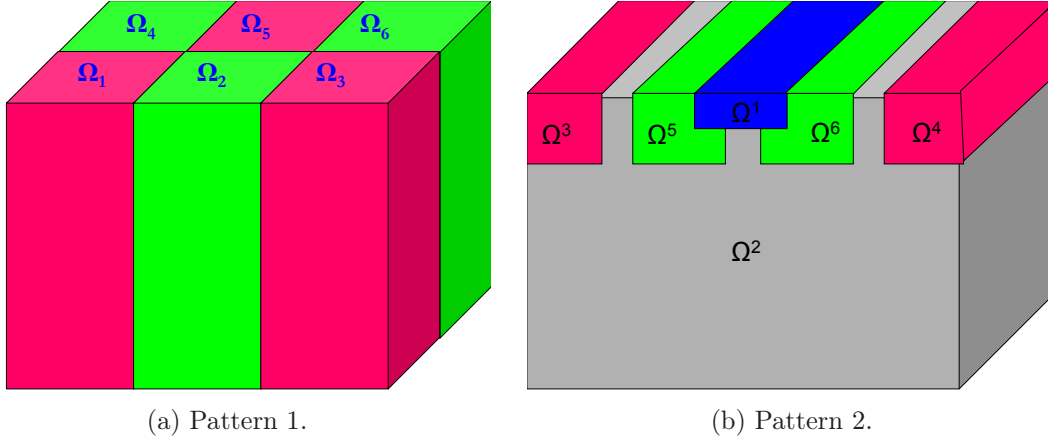 Ω₄ Ω₅ Ω₆
Ω₁ Ω₂ Ω₃
Ω³ Ω⁵ Ω¹ Ω⁶ Ω⁴
Ω²
(a) Pattern 1.
(b) Pattern 2.